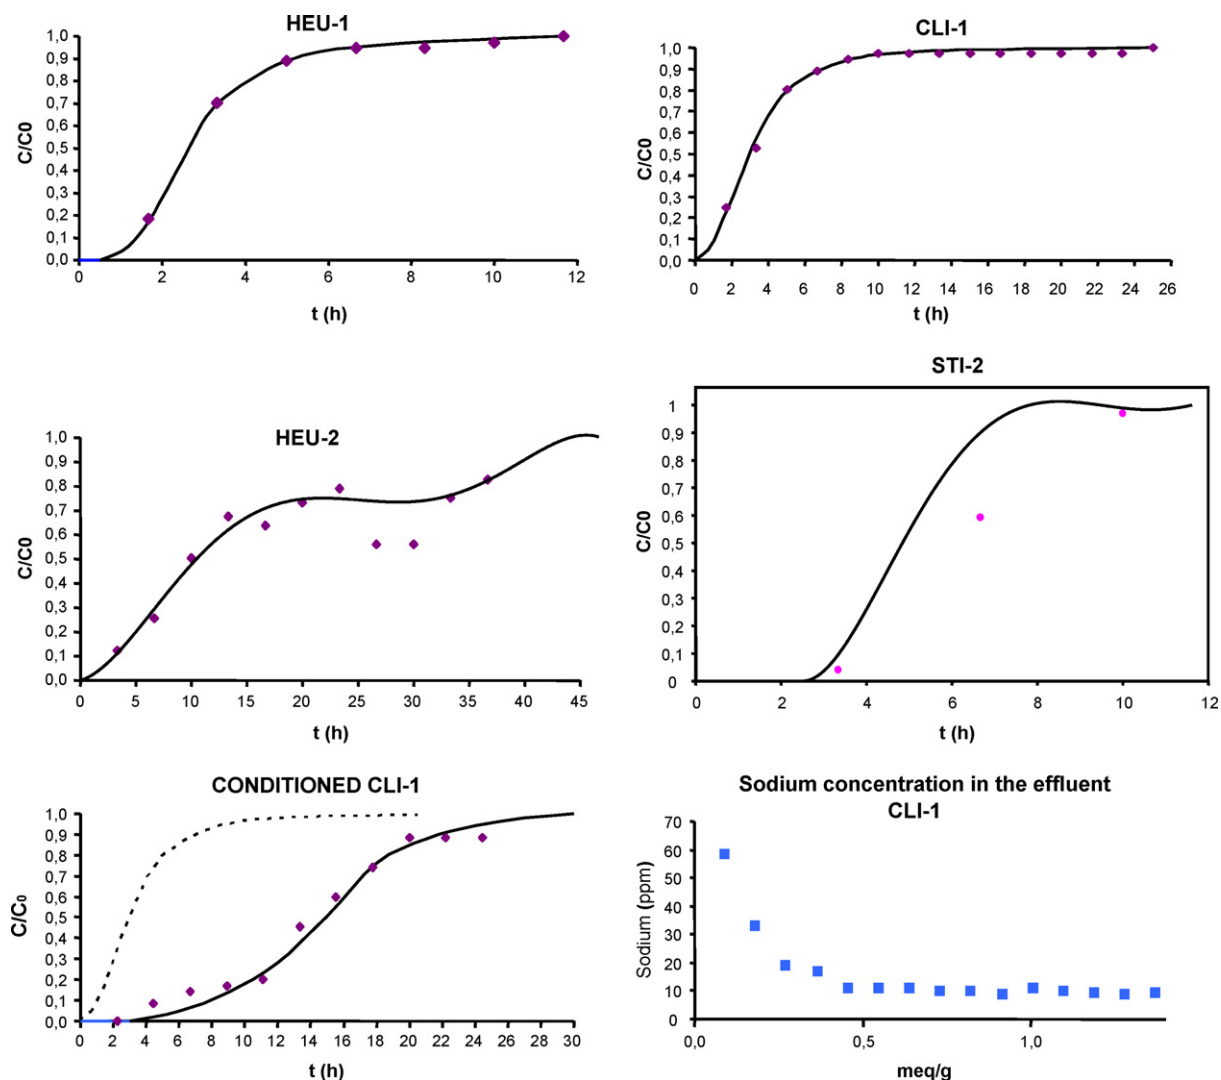 HEU-1
C/C0
1,0
0,9
0,8
0,7
0,6
0,5
0,4
0,3
0,2
0,1
0,0
0 2 4 6 8 10 12
t (h)
CLI-1
C/C0
1,0
0,9
0,8
0,7
0,6
0,5
0,4
0,3
0,2
0,1
0,0
0 2 4 6 8 10 12 14 16 18 20 22 24 26
t (h)
HEU-2
C/C0
1,0
0,9
0,8
0,7
0,6
0,5
0,4
0,3
0,2
0,1
0,0
0 5 10 15 20 25 30 35 40 45
t (h)
STI-2
C/C0
1
0,9
0,8
0,7
0,6
0,5
0,4
0,3
0,2
0,1
0
0 2 4 6 8 10 12
t (h)
CONDITIONED CLI-1
C/C₀
1,0
0,9
0,8
0,7
0,6
0,5
0,4
0,3
0,2
0,1
0,0
0 2 4 6 8 10 12 14 16 18 20 22 24 26 28 30
t (h)
Sodium concentration in the effluent
CLI-1
Sodium (ppm)
70
60
50
40
30
20
10
0
0,0 0,5 1,0
meq/g